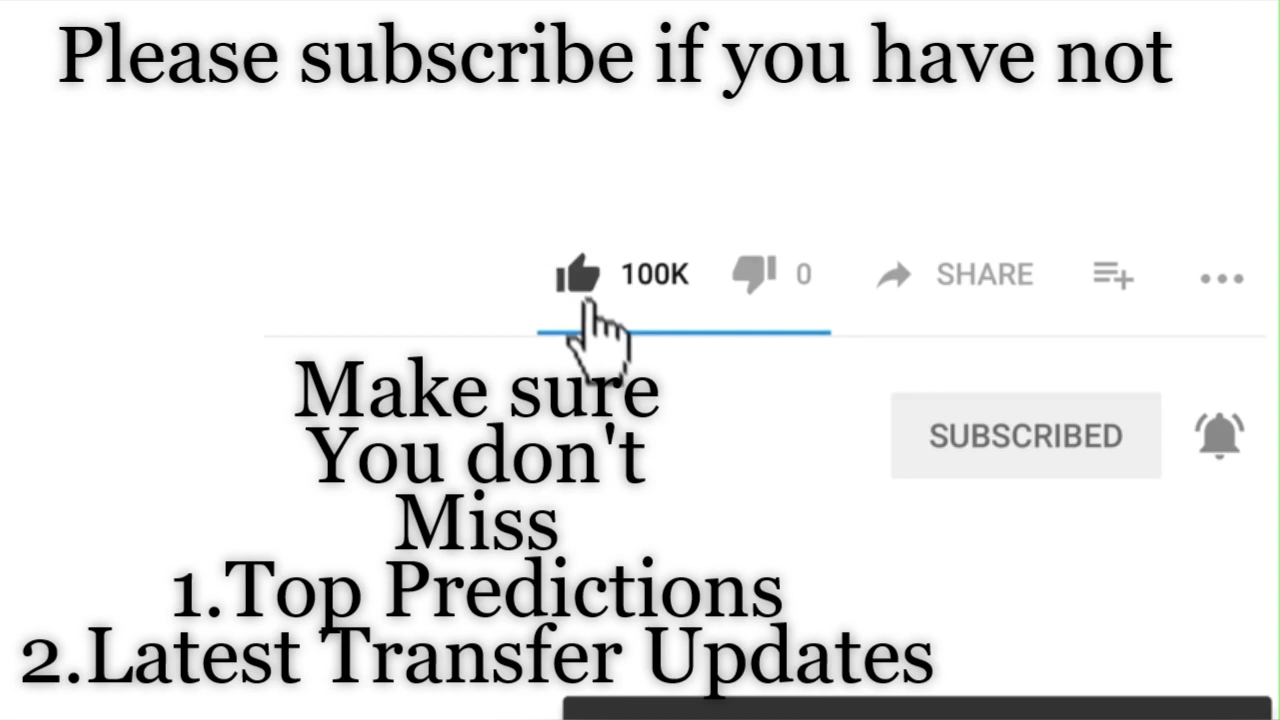 Please subscribe if you have not
100K 0 SHARE
Make sure
You don't
SUBSCRIBED
Miss
1.Top Predictions
2.Latest Transfer Updates